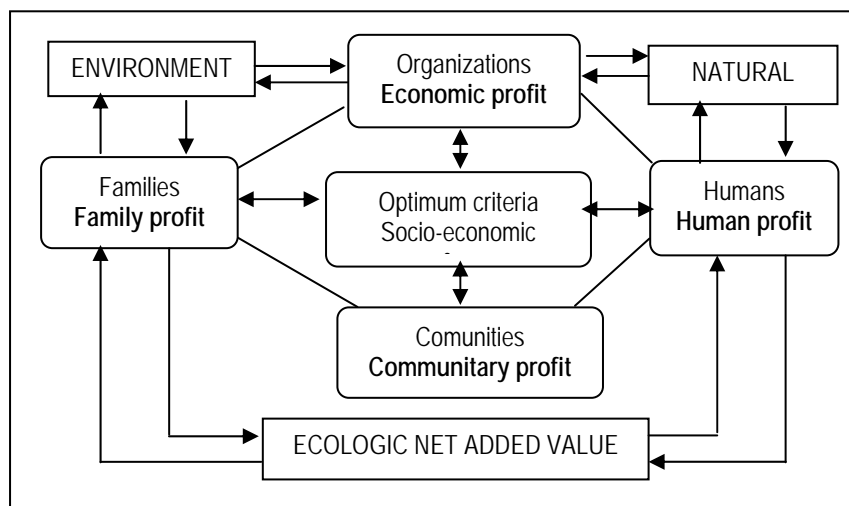 ENVIRONMENT
Organizations
Economic profit
NATURAL
Families
Family profit
Optimum criteria
Socio-economic
Humans
Human profit
Comunities
Communitary profit
ECOLOGIC NET ADDED VALUE